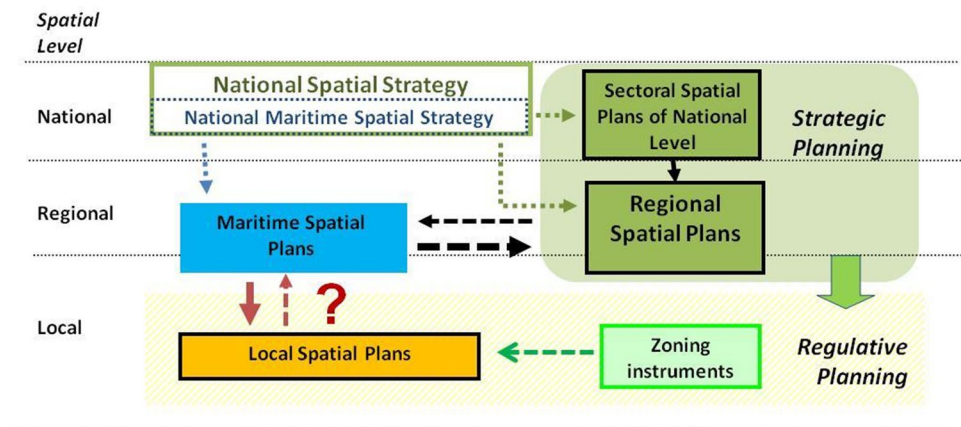 Spatial
Level
National Spatial Strategy
National Maritime Spatial Strategy
Sectoral Spatial
Plans of National
Level
National
Strategic
Planning
Regional
Maritime Spatial
Plans
Regional
Spatial Plans
?
Local
Local Spatial Plans
Zoning
instruments
Regulative
Planning